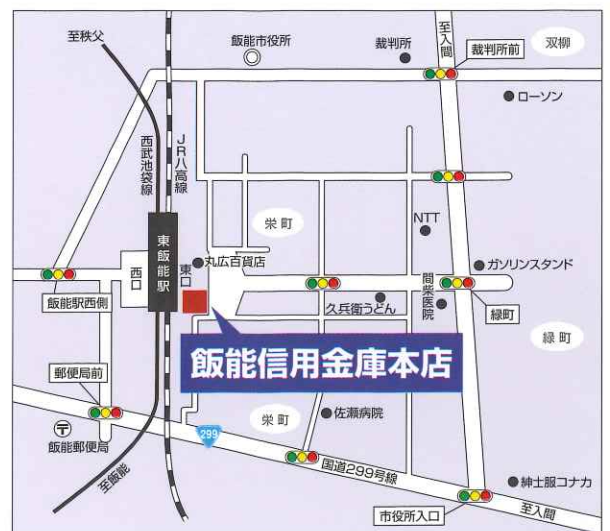 至秩父
飯能市役所
裁判所
至入間
双柳
裁判所前
ローソン
西武池袋線
JR八高線
栄町
NTT
東飯能駅
西口
東口
丸広百貨店
ガソリンスタンド
飯能駅西側
久兵衛うどん
間柴医院
緑町
緑町
飯能信用金庫本店
郵便局前
栄町
佐瀬病院
〒
飯能郵便局
299
至飯能
国道299号線
紳士服コナカ
市役所入口
至入間